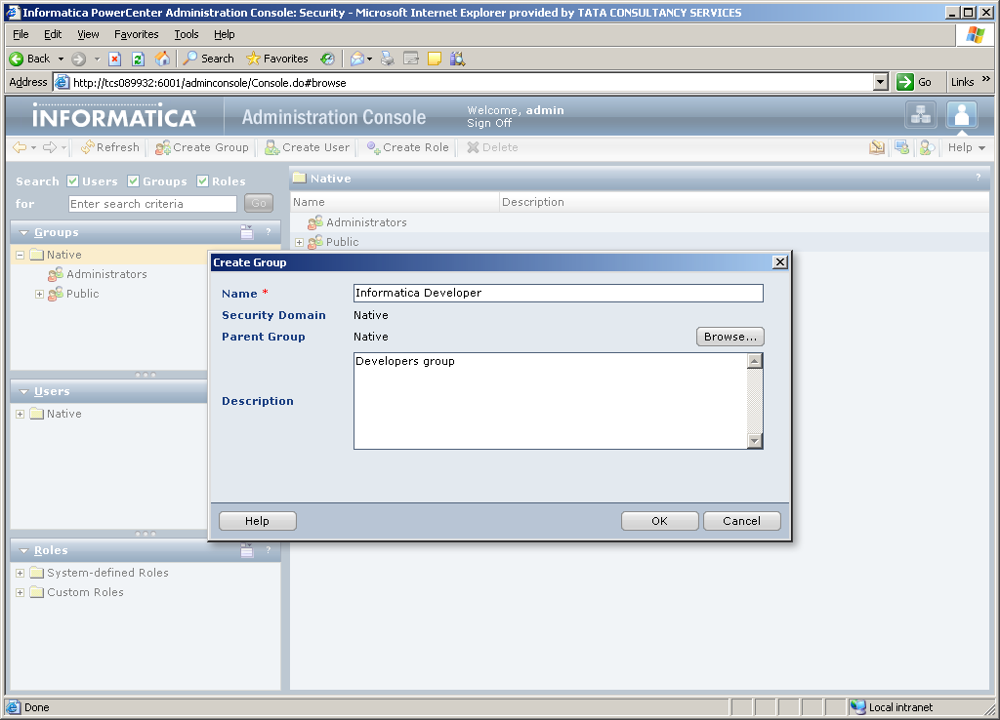 Informatica PowerCenter Administration Console: Security - Microsoft Internet Explorer provided by TATA CONSULTANCY SERVICES
File Edit View Favorites Tools Help
Back Search Favorites
Address http://tcs089932:6001/adminconsole/Console.do#browse Go Links »
INFORMATICA Administration Console Welcome, admin
Sign Off
Refresh Create Group Create User Create Role Delete Help
Search Users Groups Roles
for Enter search criteria Go
Groups ?
Native
Administrators
Public
Users
Native
Roles ?
System-defined Roles
Custom Roles
Native ?
Name Description
Administrators
Public
Create Group
Name * Informatica Developer
Security Domain Native
Parent Group Native Browse...
Description Developers group
Help OK Cancel
Done Local intranet